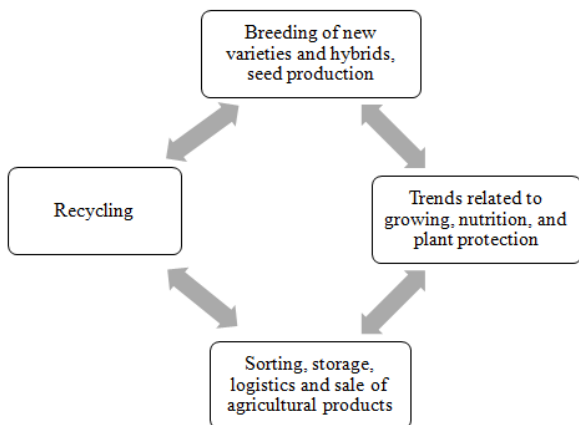 Breeding of new
varieties and hybrids,
seed production
Recycling
Trends related to
growing, nutrition, and
plant protection
Sorting, storage,
logistics and sale of
agricultural products